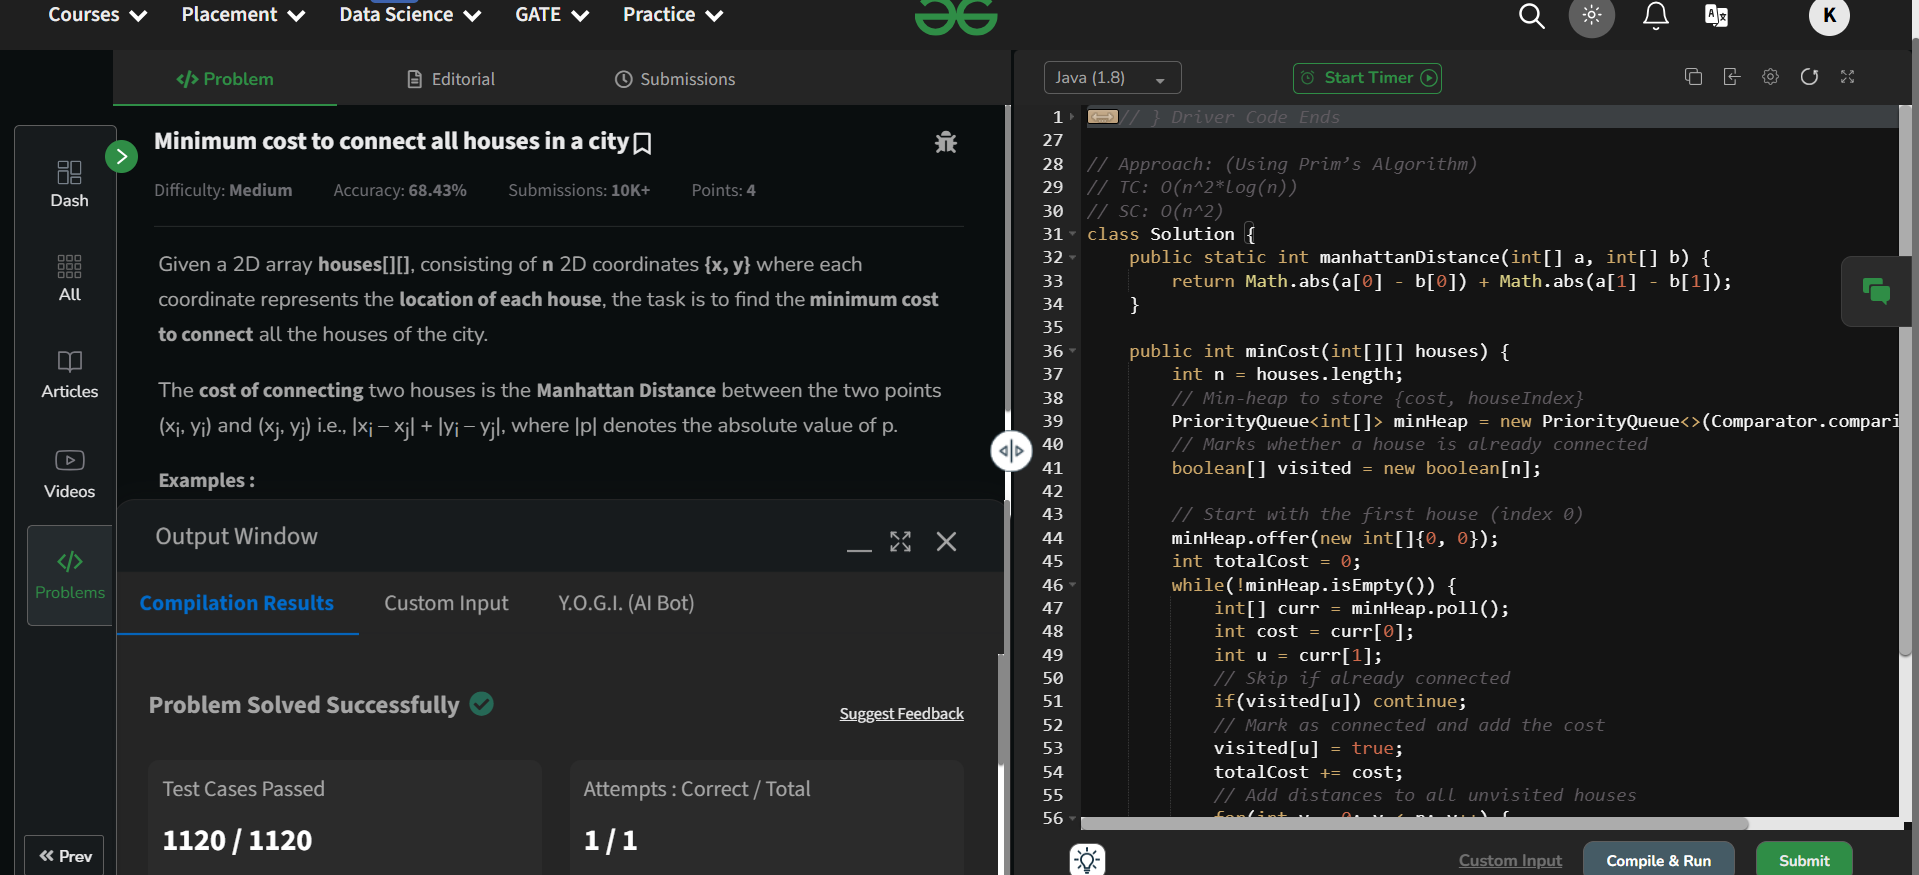 Courses Placement Data Science GATE Practice K
Problem Editorial Submissions
Java (1.8) Start Timer
Dash
All
Articles
Videos
Problems
Prev
Minimum cost to connect all houses in a city
Difficulty: Medium Accuracy: 68.43% Submissions: 10K+ Points: 4
Given a 2D array houses[][], consisting of n 2D coordinates {x, y} where each
coordinate represents the location of each house, the task is to find the minimum cost
to connect all the houses of the city.
The cost of connecting two houses is the Manhattan Distance between the two points
(xi, yi) and (xj, yj) i.e., |xi − xj| + |yi − yj|, where |p| denotes the absolute value of p.
Examples :
Output Window
Compilation Results Custom Input Y.O.G.I. (AI Bot)
Problem Solved Successfully
Suggest Feedback
Test Cases Passed
1120 / 1120
Attempts : Correct / Total
1 / 1
1 // } Driver Code Ends
27
28 // Approach: (Using Prim's Algorithm)
29 // TC: O(n^2*log(n))
30 // SC: O(n^2)
31 class Solution {
32 public static int manhattanDistance(int[] a, int[] b) {
33 return Math.abs(a[0] - b[0]) + Math.abs(a[1] - b[1]);
34 }
35
36 public int minCost(int[][] houses) {
37 int n = houses.length;
38 // Min-heap to store {cost, houseIndex}
39 PriorityQueue<int[]> minHeap = new PriorityQueue<>(Comparator.compari
40 // Marks whether a house is already connected
41 boolean[] visited = new boolean[n];
42
43 // Start with the first house (index 0)
44 minHeap.offer(new int[]{0, 0});
45 int totalCost = 0;
46 while(!minHeap.isEmpty()) {
47 int[] curr = minHeap.poll();
48 int cost = curr[0];
49 int u = curr[1];
50 // Skip if already connected
51 if(visited[u]) continue;
52 // Mark as connected and add the cost
53 visited[u] = true;
54 totalCost += cost;
55 // Add distances to all unvisited houses
56 for(int v = 0; v < n; v++) {
Custom Input Compile & Run Submit